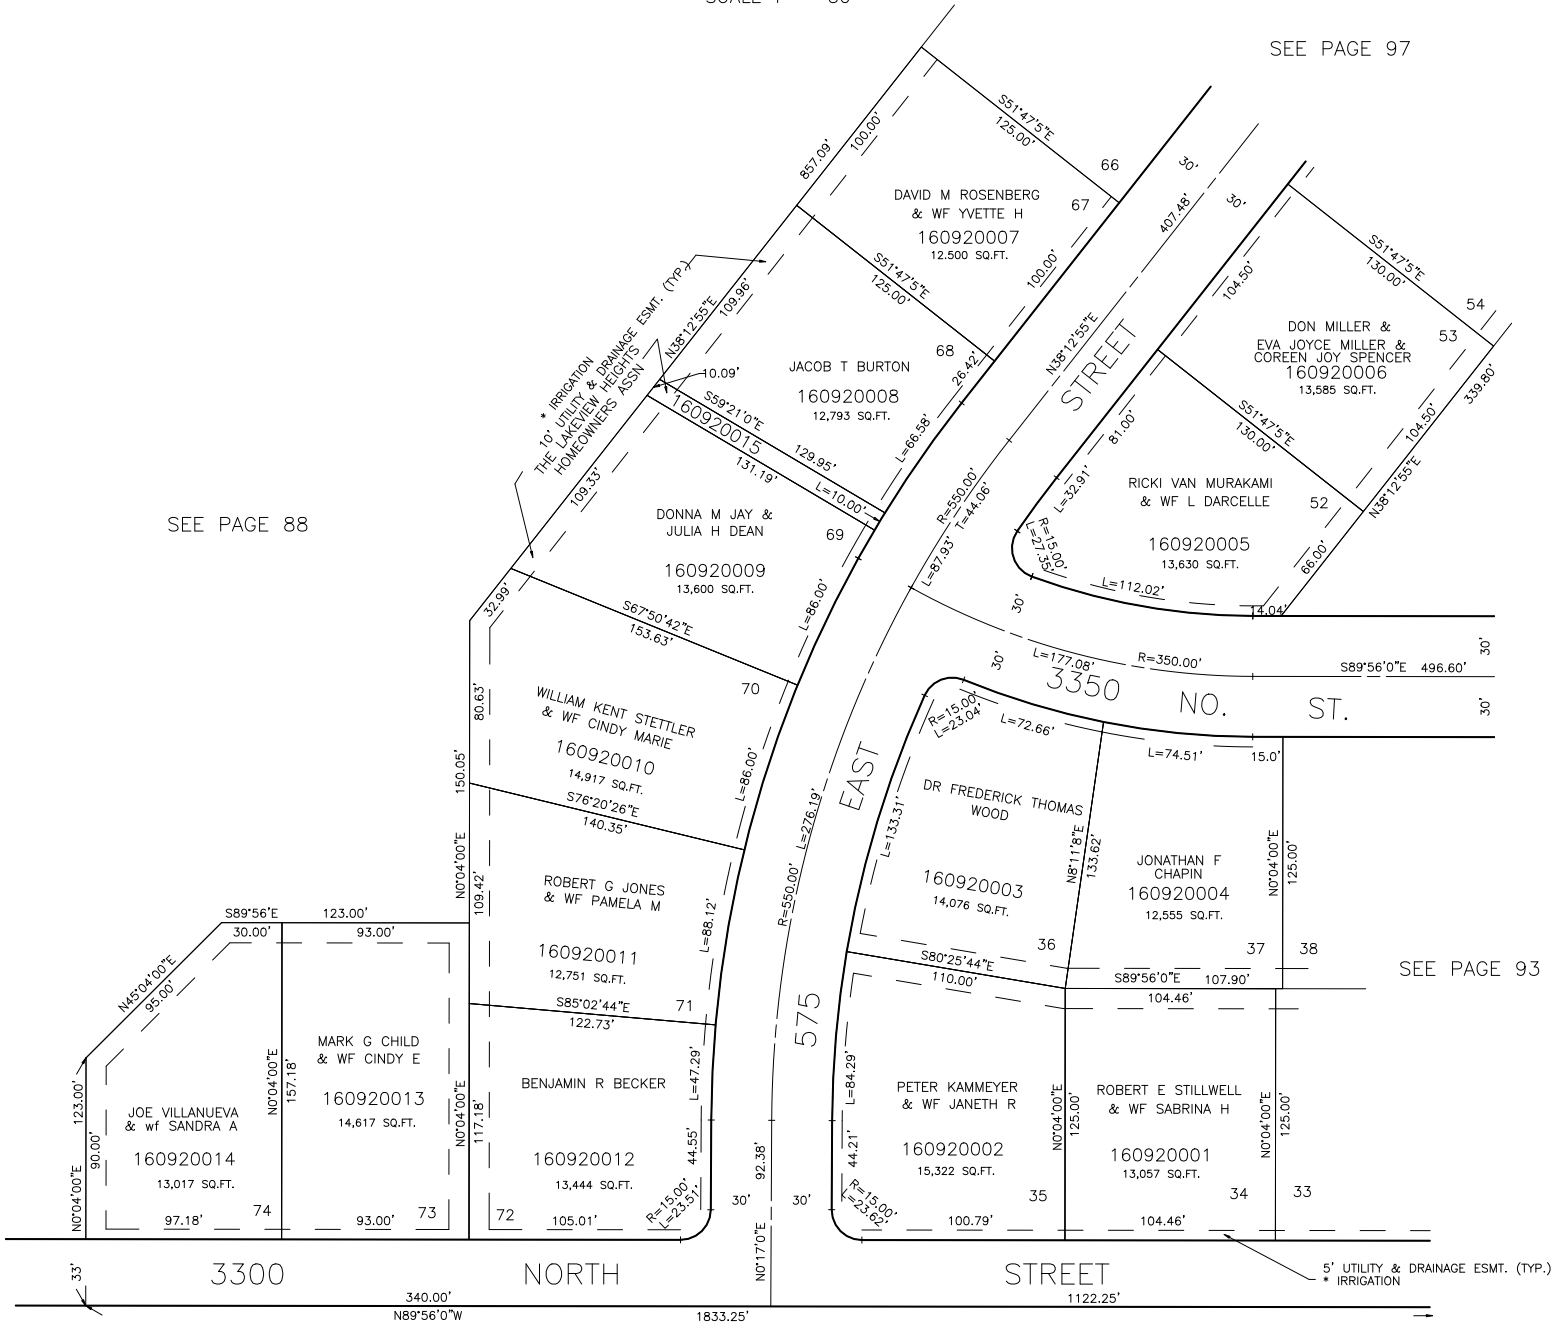 SEE PAGE 97
S51°47'5"E
125.00'
100.00'
857.09'
66
30'
DAVID M ROSENBERG
& WF YVETTE H
160920007
12.500 SQ.FT.
67
407.48'
30'
S51°47'5"E
125.00'
100.00'
104.50'
S51°47'5"E
130.00'
* IRRIGATION
10' UTILITY & DRAINAGE ESMT. (TYP.)
THE LAKEVIEW HEIGHTS
HOMEOWNERS ASSN
N38°12'55"E
109.96'
54
53
DON MILLER &
EVA JOYCE MILLER &
COREEN JOY SPENCER
160920006
13,585 SQ.FT.
68
JACOB T BURTON
160920008
12,793 SQ.FT.
26.42'
N38°12'55"E
STREET
10.09'
S59°21'0"E
129.95'
160920015
131.19'
L=10.00'
L=66.58'
81.00'
S51°47'5"E
130.00'
104.50'
339.80'
N38°12'55"E
109.33'
SEE PAGE 88
DONNA M JAY &
JULIA H DEAN
69
160920009
13,600 SQ.FT.
R=550.00'
T=44.06'
L=87.93'
L=32.91'
R=15.00'
L=27.35'
RICKI VAN MURAKAMI
& WF L DARCELLE
52
160920005
13,630 SQ.FT.
66.00'
L=112.02'
14.04'
32.99'
S67°50'42"E
153.63'
L=86.00'
30'
30'
L=177.08'
R=350.00'
S89°56'0"E 496.60'
30'
30'
3350 NO. ST.
80.63'
70
WILLIAM KENT STETTLER
& WF CINDY MARIE
160920010
14,917 SQ.FT.
R=15.00'
L=23.04'
L=72.66'
L=74.51'
15.0'
150.05'
S76°20'26"E
140.35'
L=86.00'
L=276.19'
EAST
L=133.31'
DR FREDERICK THOMAS
WOOD
160920003
14,076 SQ.FT.
36
N8°11'8"E
133.62'
JONATHAN F
CHAPIN
160920004
12,555 SQ.FT.
N0°04'00"E
125.00'
37
38
N0°04'00"E
109.42'
ROBERT G JONES
& WF PAMELA M
160920011
12,751 SQ.FT.
L=88.12'
R=550.00'
S89°56'E 123.00'
30.00'
93.00'
N45°04'00"E
95.00'
S80°25'44"E
110.00'
S89°56'0"E 107.90'
104.46'
SEE PAGE 93
S85°02'44"E
122.73'
71
575
MARK G CHILD
& WF CINDY E
160920013
14,617 SQ.FT.
N0°04'00"E
157.18'
N0°04'00"E
117.18'
BENJAMIN R BECKER
160920012
13,444 SQ.FT.
L=47.29'
L=84.29'
PETER KAMMEYER
& WF JANETH R
160920002
15,322 SQ.FT.
N0°04'00"E
125.00'
ROBERT E STILLWELL
& WF SABRINA H
160920001
13,057 SQ.FT.
N0°04'00"E
125.00'
123.00'
90.00'
N0°04'00"E
JOE VILLANUEVA
& wf SANDRA A
160920014
13,017 SQ.FT.
97.18'
74
93.00'
73
72
105.01'
R=15.00'
L=23.51'
44.55'
92.38'
44.21'
30'
30'
R=15.00'
L=23.62'
35
100.79'
34
104.46'
33
N0°17'0"E
33'
3300 NORTH STREET
5' UTILITY & DRAINAGE ESMT. (TYP.)
* IRRIGATION
340.00'
1122.25'
N89°56'0"W
1833.25'